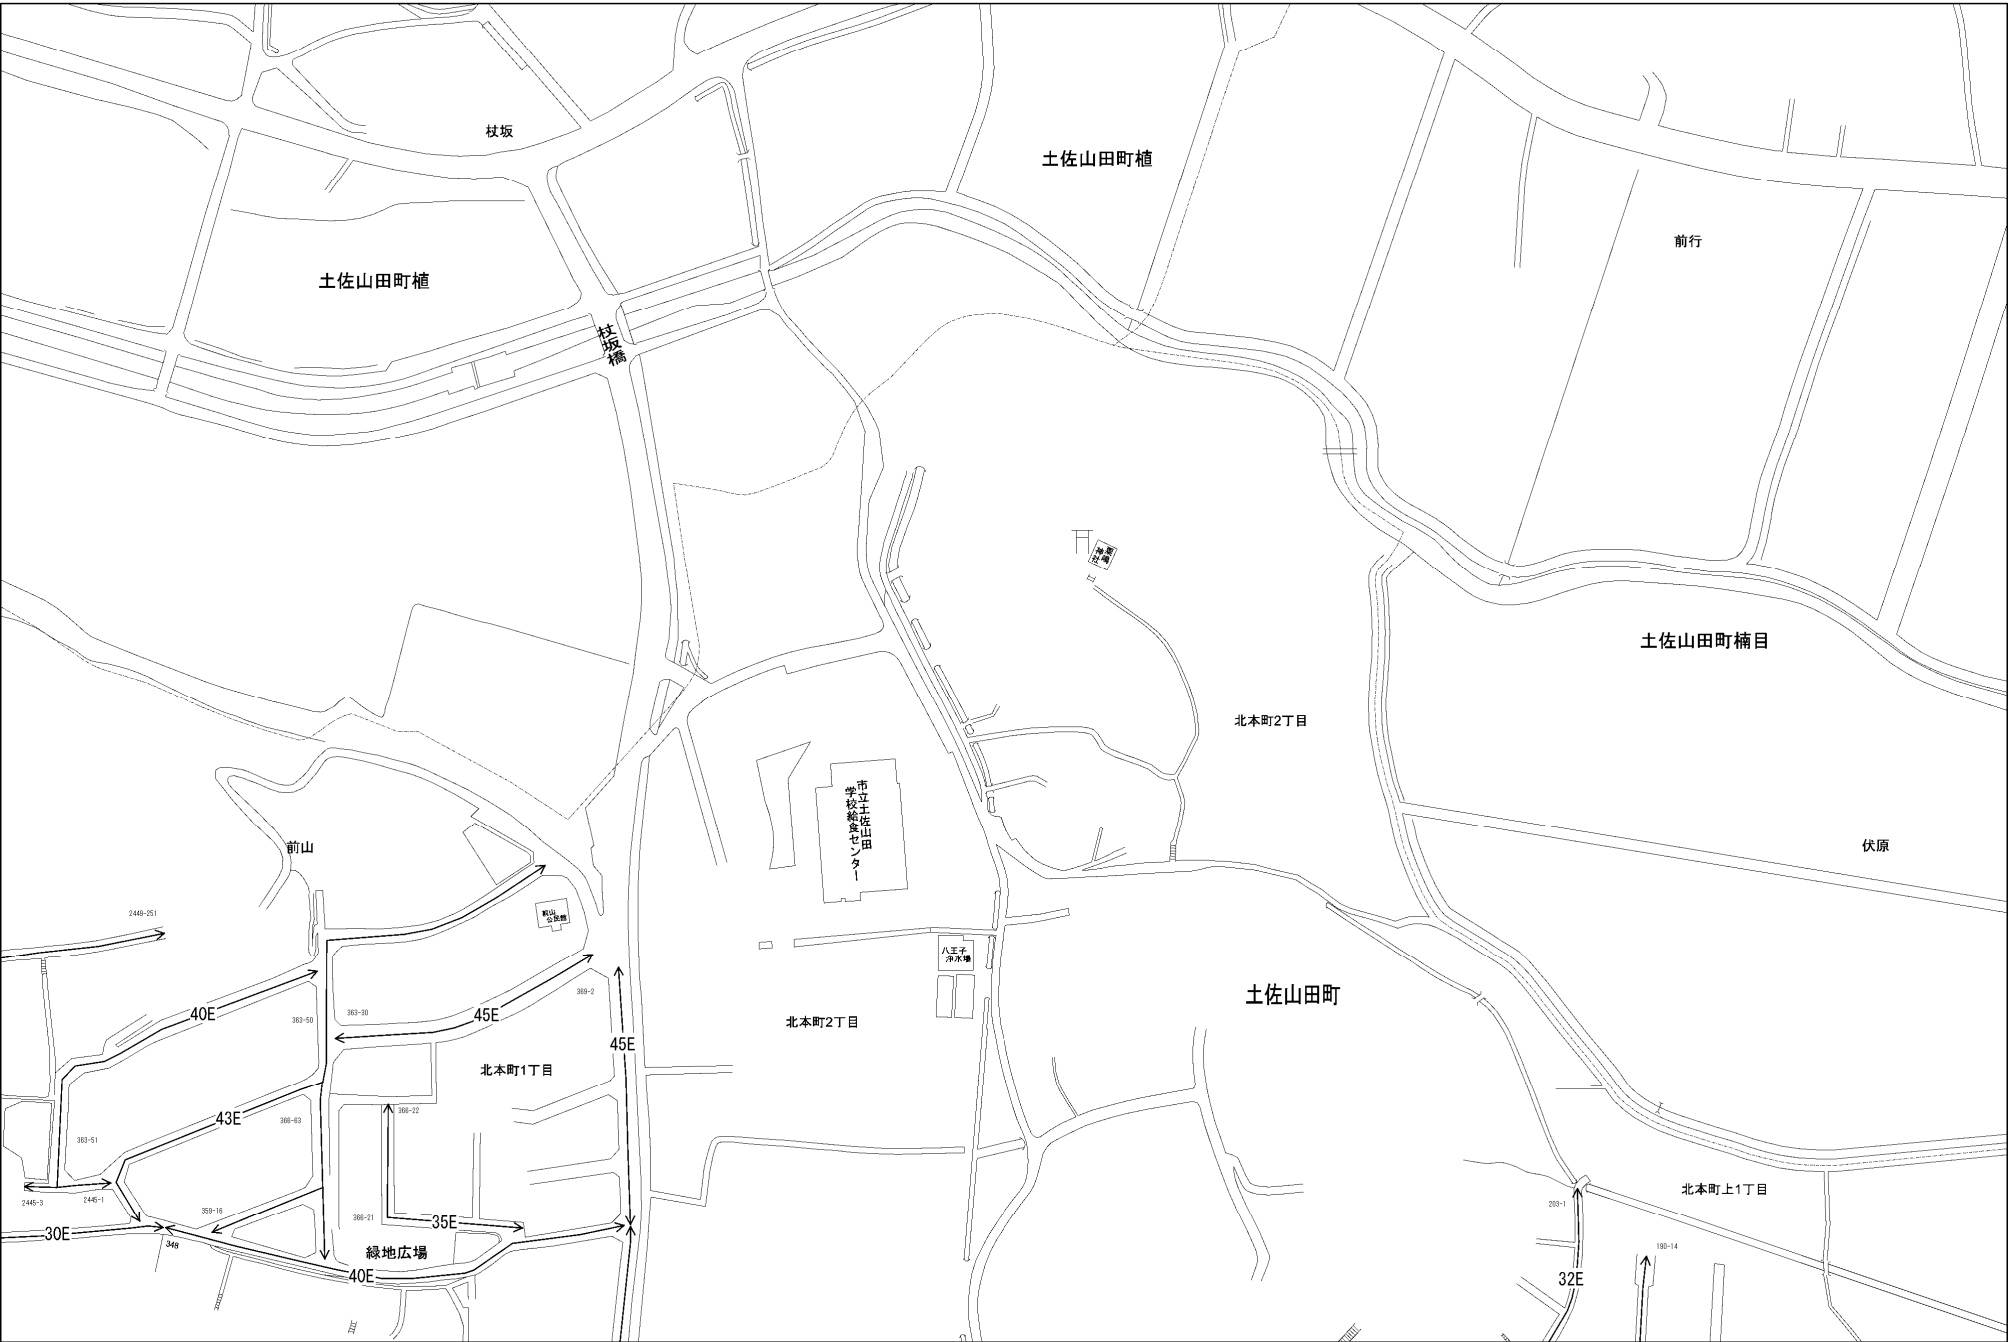 杖坂
土佐山田町植
前行
土佐山田町植
杖坂橋
土佐山田町楠目
北本町2丁目
市立土佐山田
学校給食センター
前山
伏原
2449-251
前山
公民館
八王子
浄水場
369-2
土佐山田町
40E
363-50
363-30
45E
北本町2丁目
45E
北本町1丁目
43E
366-63
366-22
363-51
2445-3
2445-1
359-16
366-21
35E
北本町上1丁目
203-1
30E
348
緑地広場
40E
190-14
32E